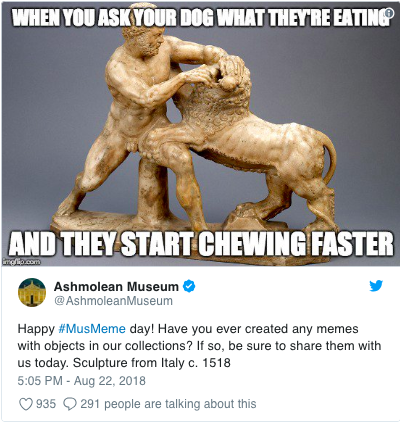 WHEN YOU ASK YOUR DOG WHAT THEY'RE EATING
AND THEY START CHEWING FASTER
imgflip.com
Ashmolean Museum
@AshmoleanMuseum
Happy #MusMeme day! Have you ever created any memes
with objects in our collections? If so, be sure to share them with
us today. Sculpture from Italy c. 1518
5:05 PM - Aug 22, 2018
935 291 people are talking about this